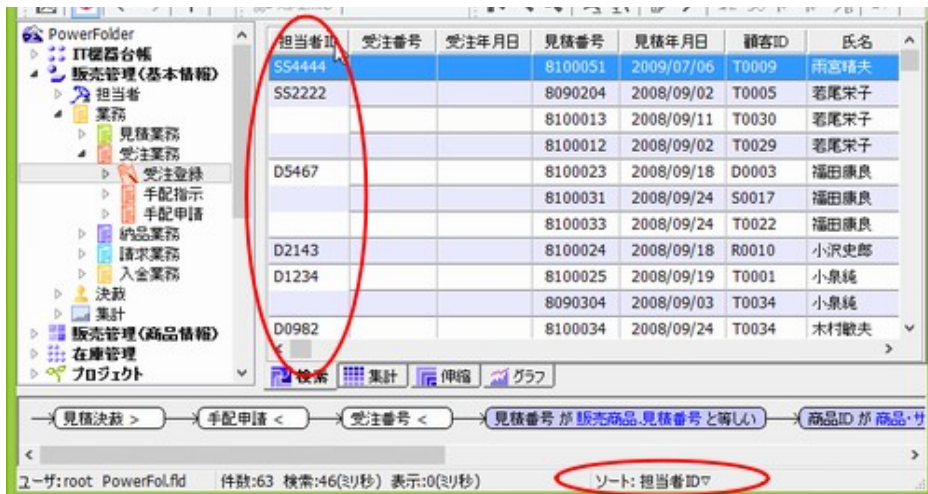 PowerFolder
IT機器台帳
販売管理(基本情報)
担当者
業務
見積業務
受注業務
受注登録
手配指示
手配申請
納品業務
請求業務
入金業務
決裁
集計
販売管理(商品情報)
在庫管理
プロジェクト
担当者ID 受注番号 受注年月日 見積番号 見積年月日 顧客ID 氏名
SS4444 8100051 2009/07/06 T0009 雨宮晴夫
SS2222 8090204 2008/09/02 T0005 若尾栄子
8100013 2008/09/11 T0030 若尾栄子
8100012 2008/09/02 T0029 若尾栄子
D5467 8100023 2008/09/18 D0003 福田康良
8100031 2008/09/24 S0017 福田康良
8100033 2008/09/24 T0022 福田康良
D2143 8100024 2008/09/18 R0010 小沢史郎
D1234 8100025 2008/09/19 T0001 小泉純
8090304 2008/09/03 T0034 小泉純
D0982 8100034 2008/09/24 T0034 木村敏夫
検索 集計 伸縮 グラフ
見積決裁 > 手配申請 < 受注番号 < 見積番号 が 販売商品.見積番号 と等しい 商品ID が 商品・サ
ユーザ:root PowerFol.fld 件数:63 検索:46(ミリ秒) 表示:0(ミリ秒) ソート: 担当者ID▽